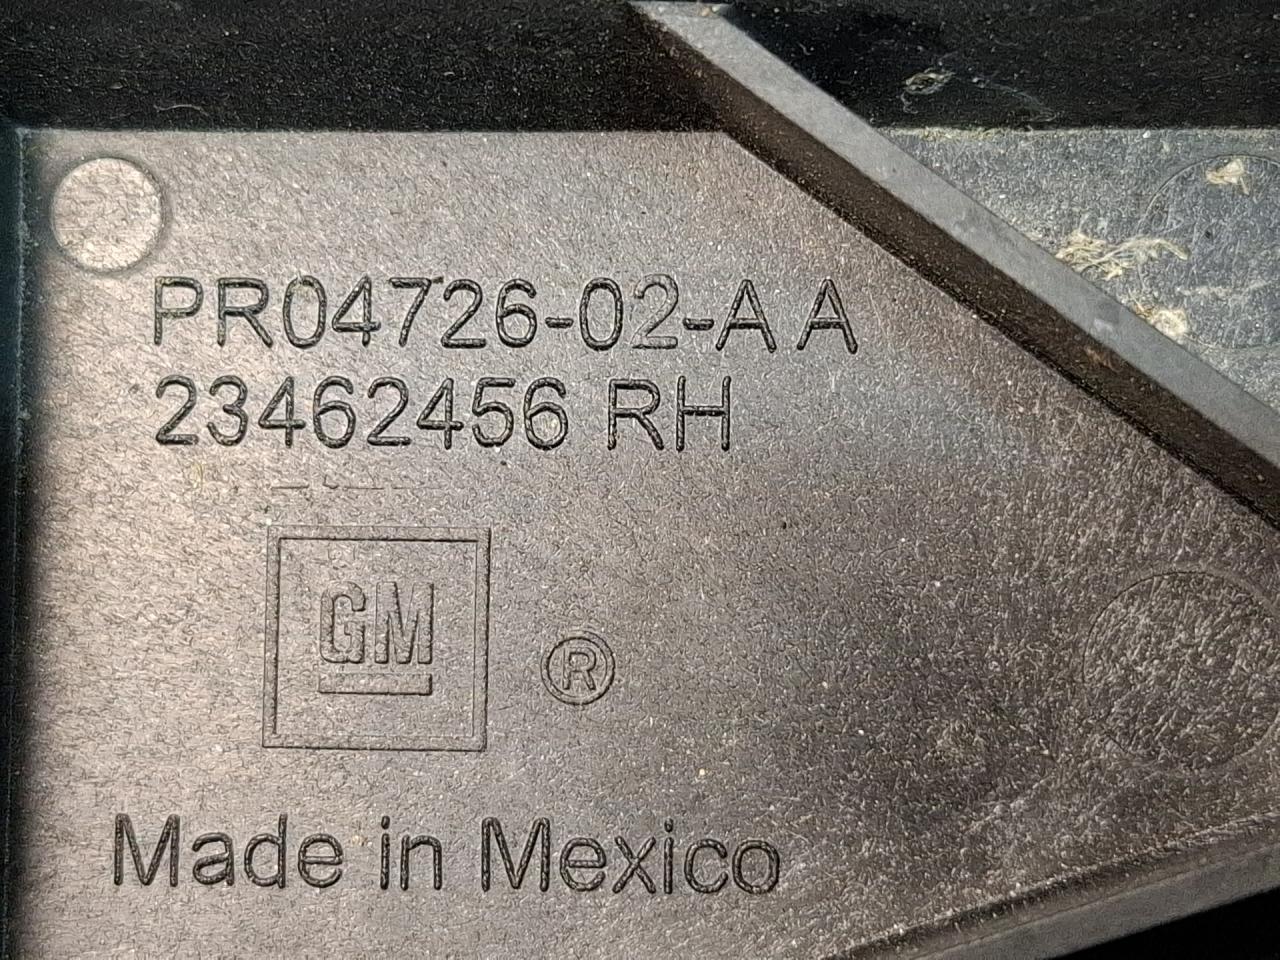 PR04726-02-A A
23462456 RH
GM
®
Made in Mexico